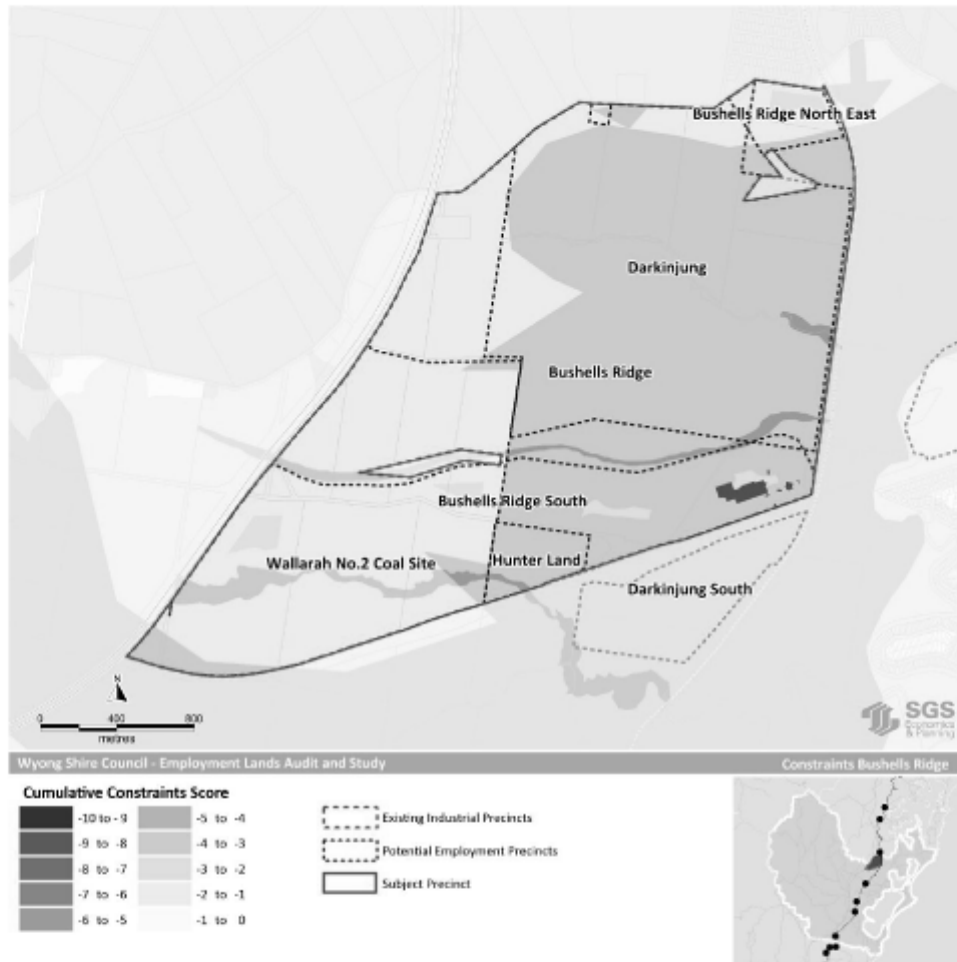 Bushells Ridge North East
Darkinjung
Bushells Ridge
Bushells Ridge South
Wallarah No.2 Coal Site
Hunter Land
Darkinjung South
N
0 400 800
metres
SGS
Economics
& Planning
Wyong Shire Council - Employment Lands Audit and Study
Constraints Bushells Ridge
Cumulative Constraints Score
-10 to -9
-9 to -8
-8 to -7
-7 to -6
-6 to -5
-5 to -4
-4 to -3
-3 to -2
-2 to -1
-1 to 0
Existing Industrial Precincts
Potential Employment Precincts
Subject Precinct